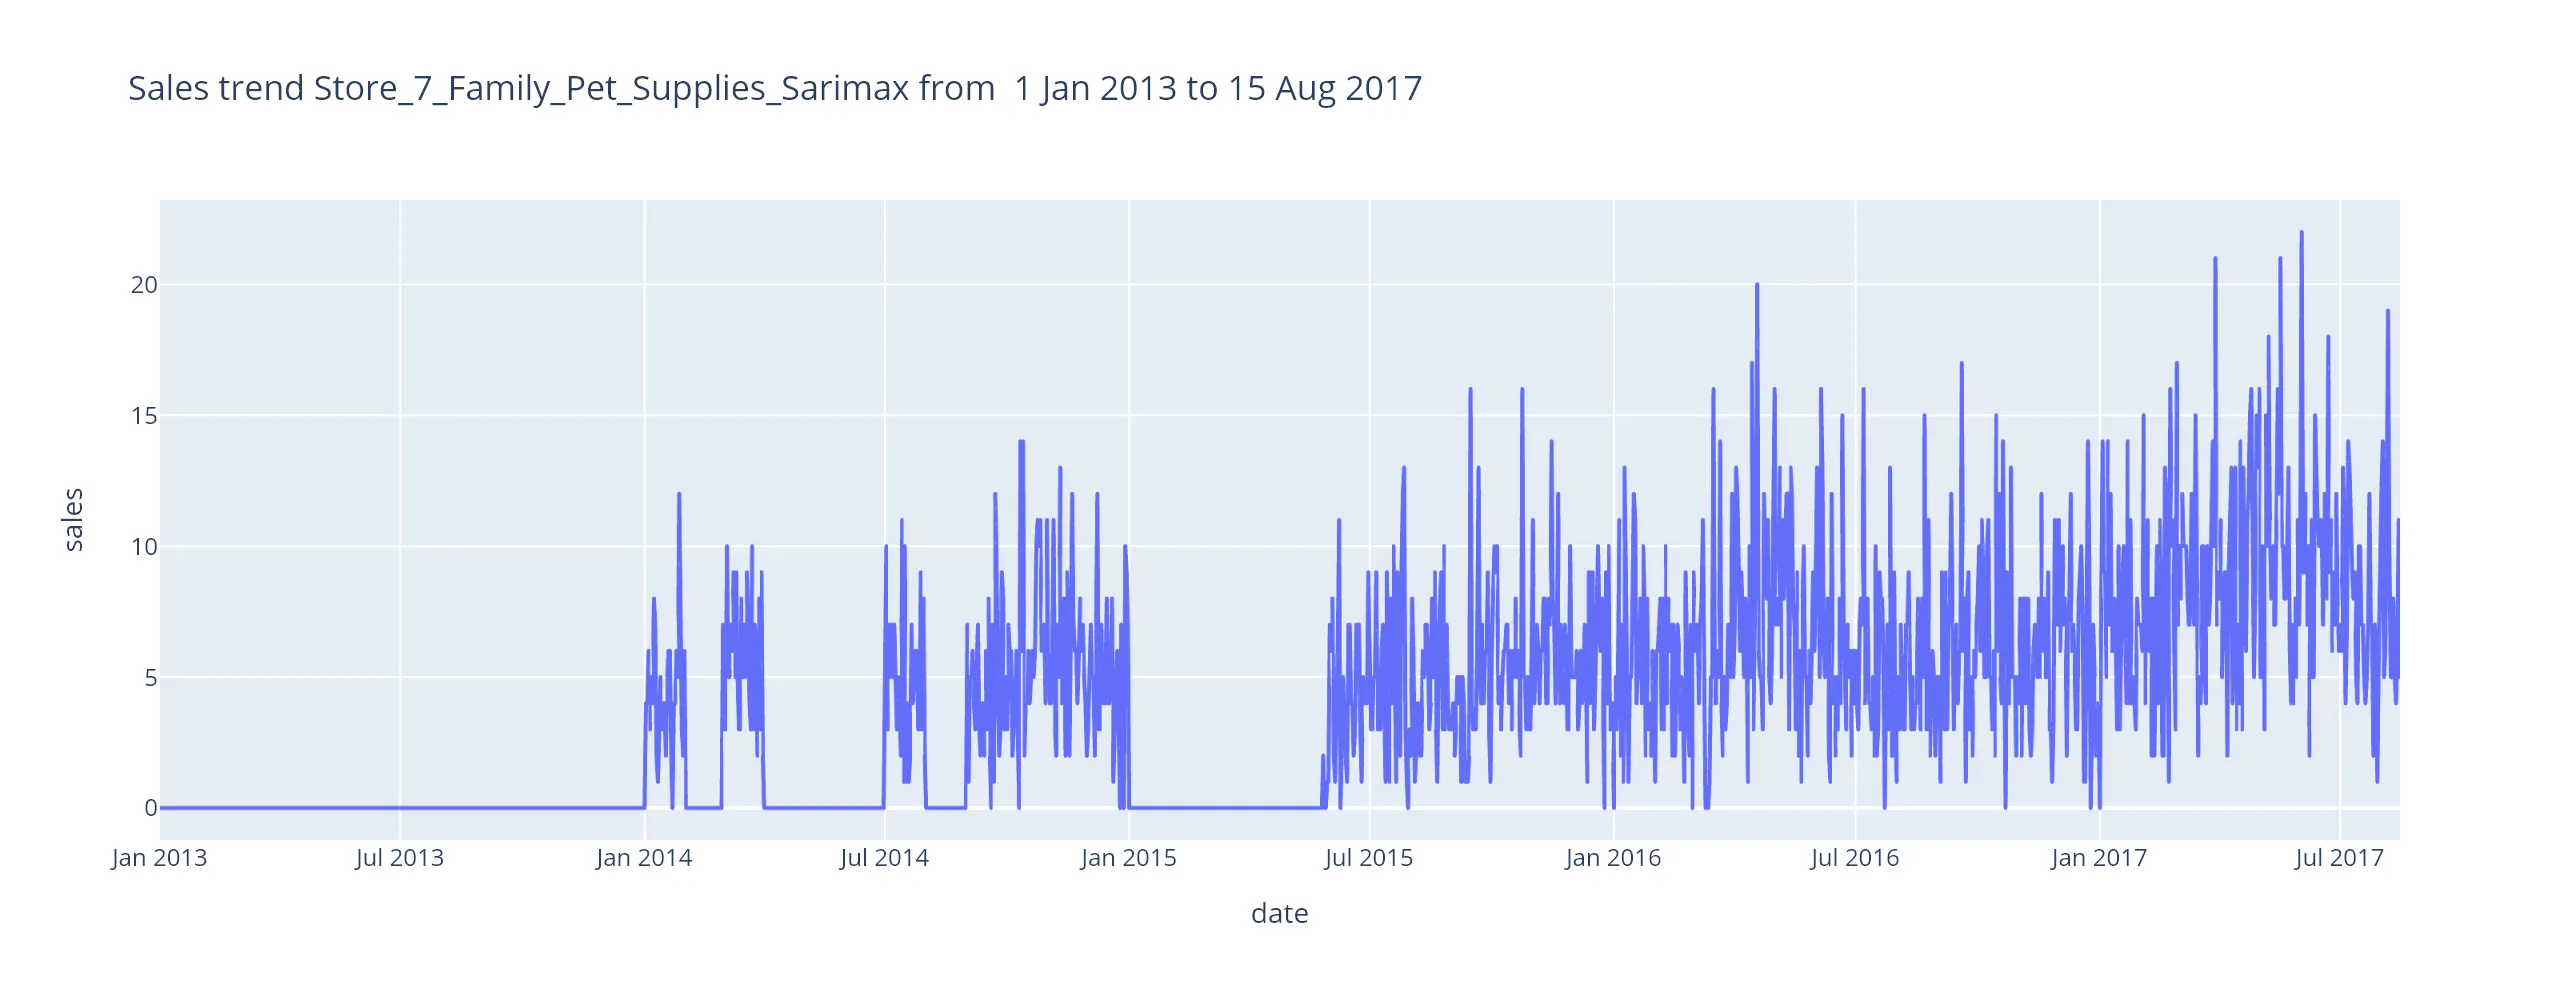 Sales trend Store_7_Family_Pet_Supplies_Sarimax from  1 Jan 2013 to 15 Aug 2017
20
15
10
5
0
sales
Jan 2013
Jul 2013
Jan 2014
Jul 2014
Jan 2015
Jul 2015
Jan 2016
Jul 2016
Jan 2017
Jul 2017
date